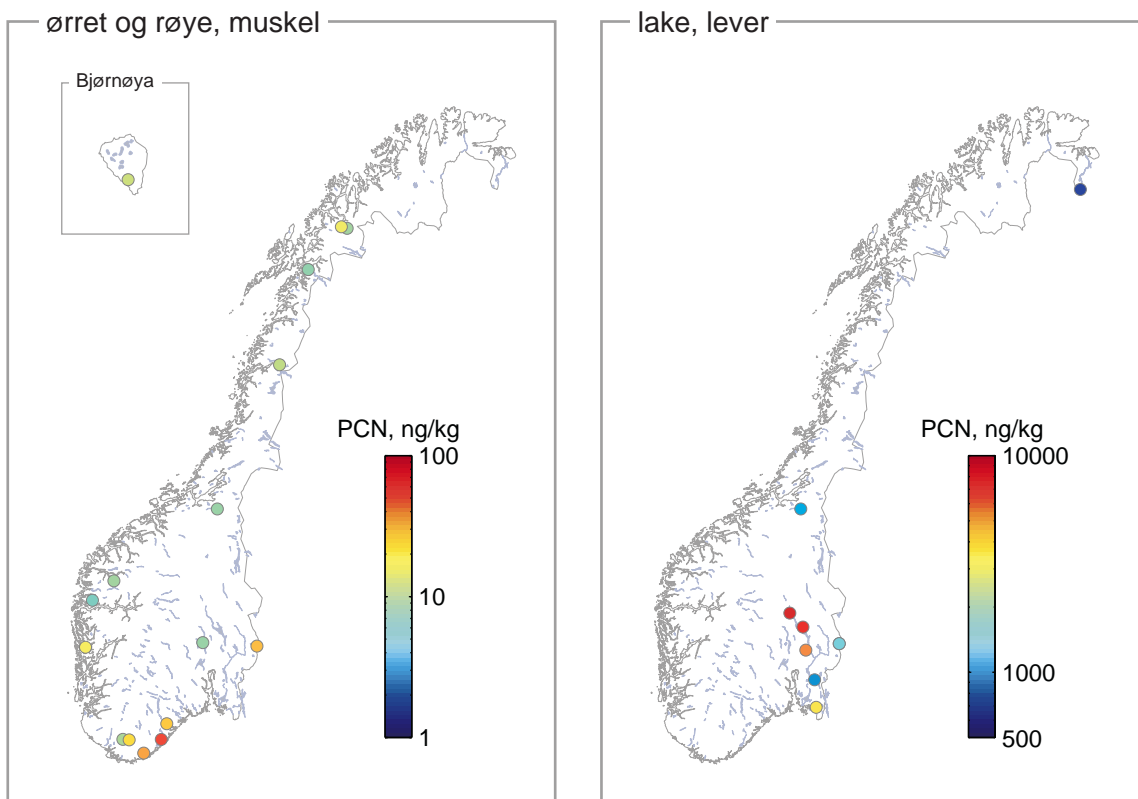 ørret og røye, muskel
Bjørnøya
PCN, ng/kg
100
10
1
lake, lever
PCN, ng/kg
10000
1000
500